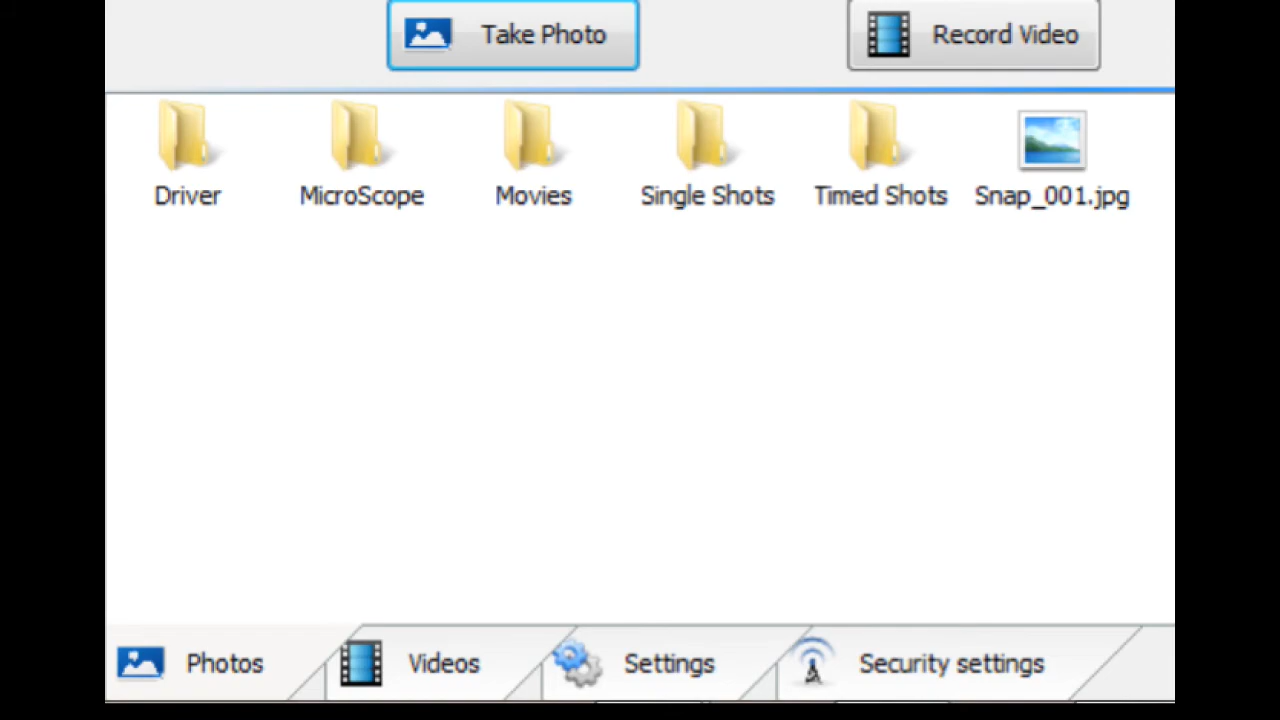 Take Photo
Record Video
Driver
MicroScope
Movies
Single Shots
Timed Shots
Snap_001.jpg
Photos
Videos
Settings
Security settings